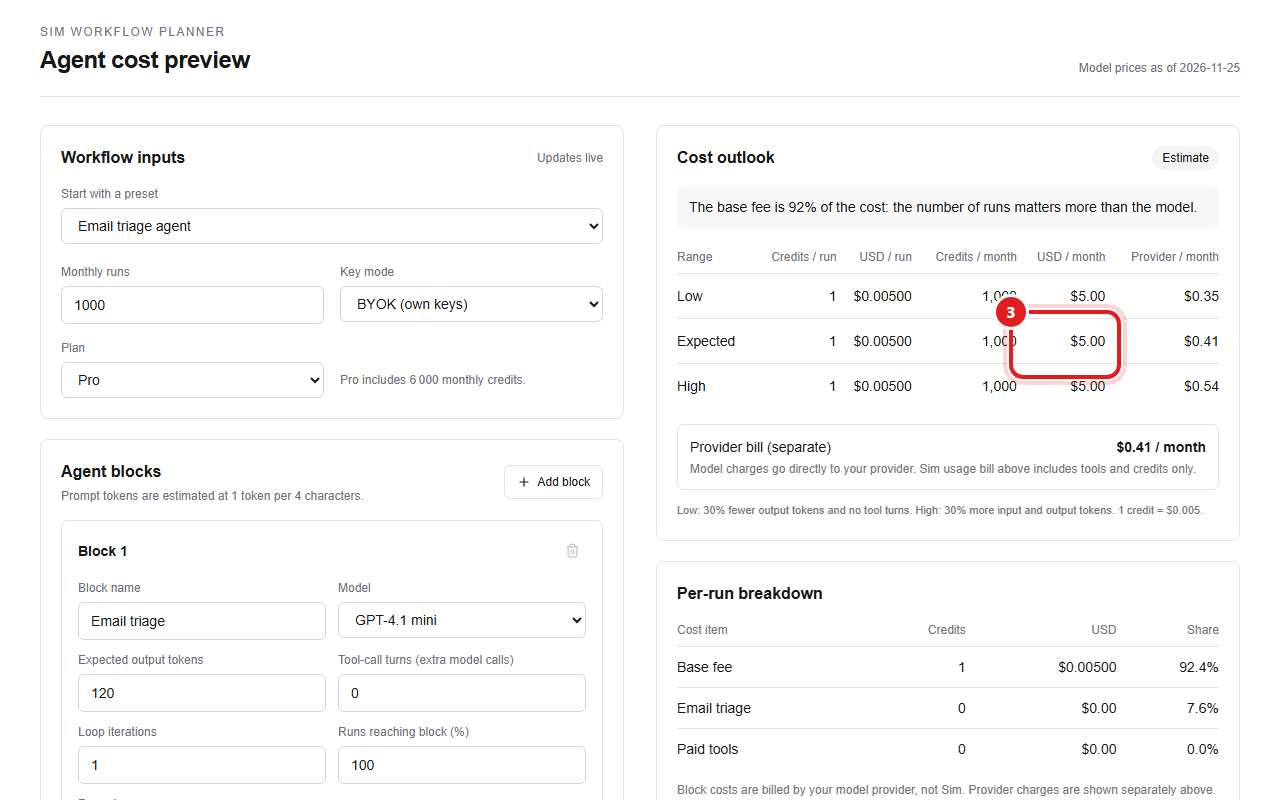 SIM WORKFLOW PLANNER
Agent cost preview
Model prices as of 2026-11-25
Workflow inputs
Updates live
Start with a preset
Email triage agent
Monthly runs
Key mode
1000
BYOK (own keys)
Plan
Pro
Pro includes 6 000 monthly credits.
Agent blocks
Prompt tokens are estimated at 1 token per 4 characters.
Add block
Block 1
Block name
Model
Email triage
GPT-4.1 mini
Expected output tokens
Tool-call turns (extra model calls)
120
0
Loop iterations
Runs reaching block (%)
1
100
Cost outlook
Estimate
The base fee is 92% of the cost: the number of runs matters more than the model.
Range Credits / run USD / run Credits / month USD / month Provider / month
Low 1 $0.00500 1,000 $5.00 $0.35
3
Expected 1 $0.00500 1,000 $5.00 $0.41
High 1 $0.00500 1,000 $5.00 $0.54
Provider bill (separate) $0.41 / month
Model charges go directly to your provider. Sim usage bill above includes tools and credits only.
Low: 30% fewer output tokens and no tool turns. High: 30% more input and output tokens. 1 credit = $0.005.
Per-run breakdown
Cost item Credits USD Share
Base fee 1 $0.00500 92.4%
Email triage 0 $0.00 7.6%
Paid tools 0 $0.00 0.0%
Block costs are billed by your model provider, not Sim. Provider charges are shown separately above.